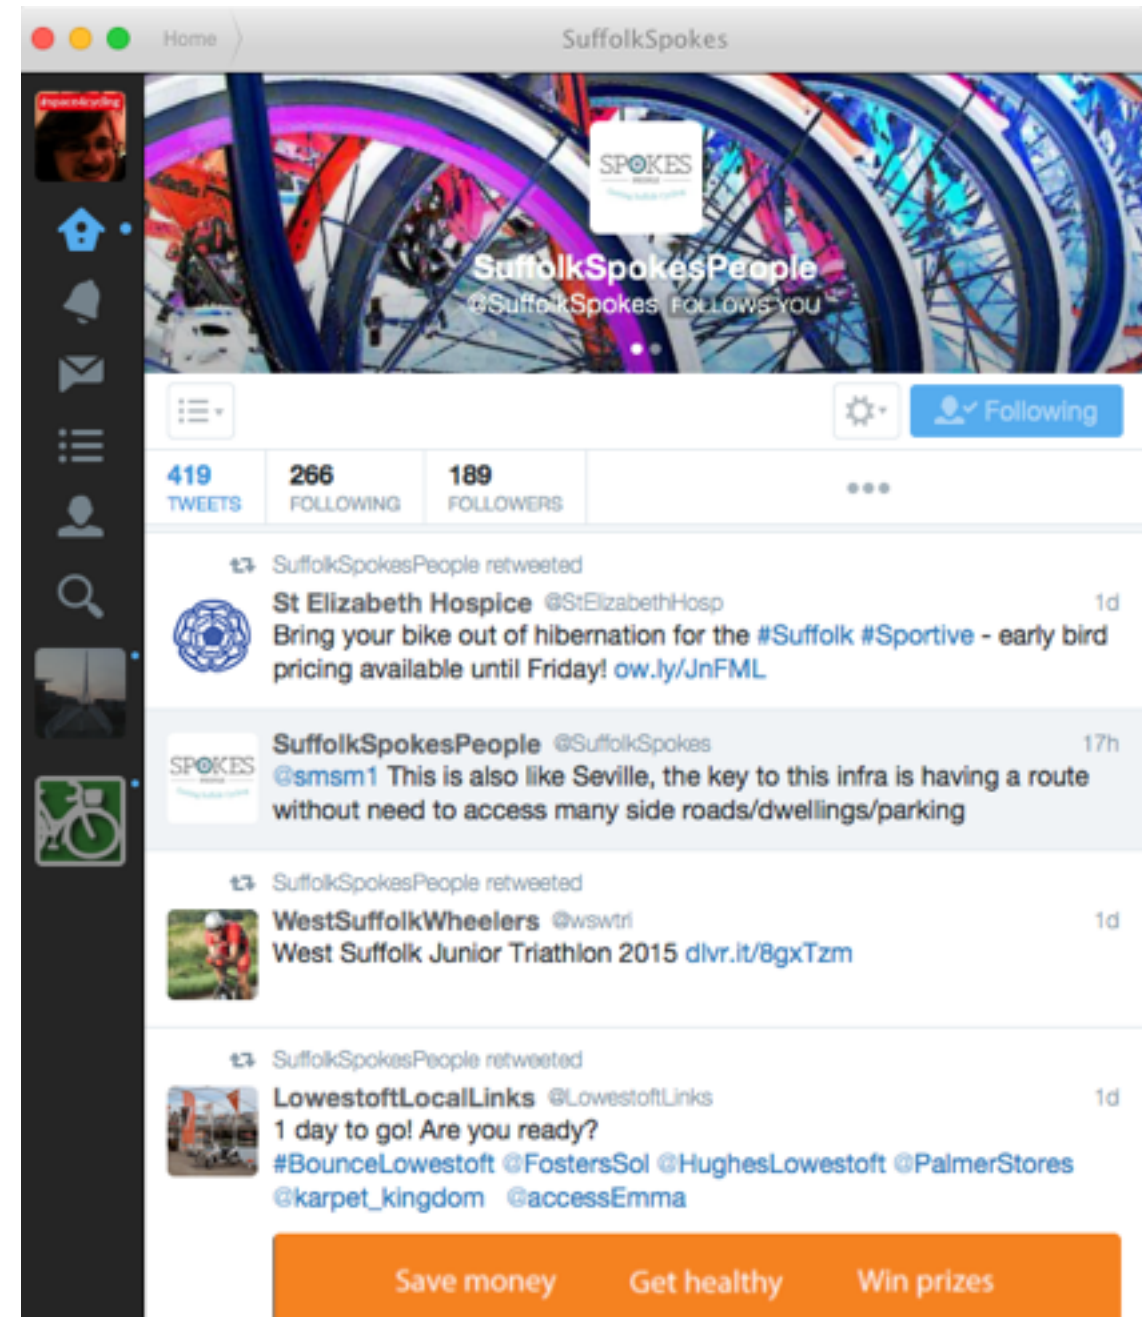 Home
SuffolkSpokes
#space4cycling
SPOKES
PEOPLE
SuffolkSpokesPeople
@SuffolkSpokes FOLLOWS YOU
Following
419
TWEETS
266
FOLLOWING
189
FOLLOWERS
SuffolkSpokesPeople retweeted
St Elizabeth Hospice @StElizabethHosp 1d
Bring your bike out of hibernation for the #Suffolk #Sportive - early bird
pricing available until Friday! ow.ly/JnFML
SuffolkSpokesPeople @SuffolkSpokes 17h
SPOKES
PEOPLE
@smsm1 This is also like Seville, the key to this infra is having a route
without need to access many side roads/dwellings/parking
SuffolkSpokesPeople retweeted
WestSuffolkWheelers @wswtri 1d
West Suffolk Junior Triathlon 2015 dlvr.it/8gxTzm
SuffolkSpokesPeople retweeted
LowestoftLocalLinks @LowestoftLinks 1d
1 day to go! Are you ready?
#BounceLowestoft @FostersSol @HughesLowestoft @PalmerStores
@karpet_kingdom @accessEmma
Save money Get healthy Win prizes